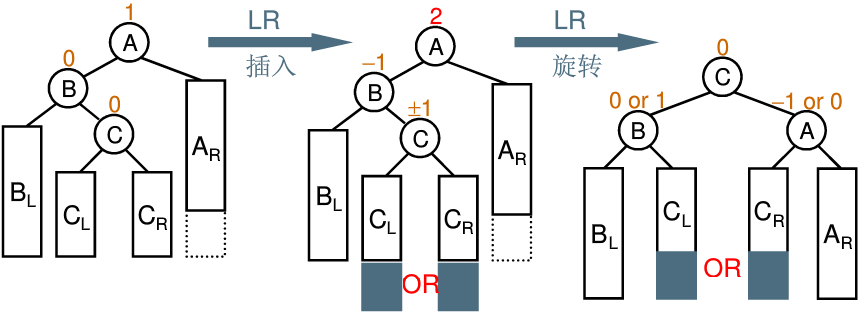 1
A
0
B
0
C
B_L
C_L
C_R
A_R
LR
插入
2
A
−1
B
±1
C
B_L
C_L
C_R
A_R
OR
LR
旋转
0
C
0 or 1
B
−1 or 0
A
B_L
C_L
C_R
A_R
OR